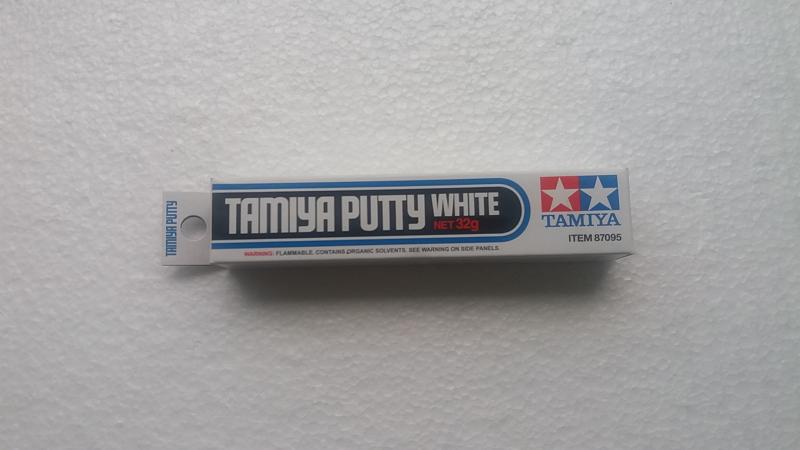 TAMIYA PUTTY
TAMIYA PUTTY WHITE
NET 32g
WARNING: FLAMMABLE. CONTAINS ORGANIC SOLVENTS. SEE WARNING ON SIDE PANELS.
TAMIYA
ITEM 87095